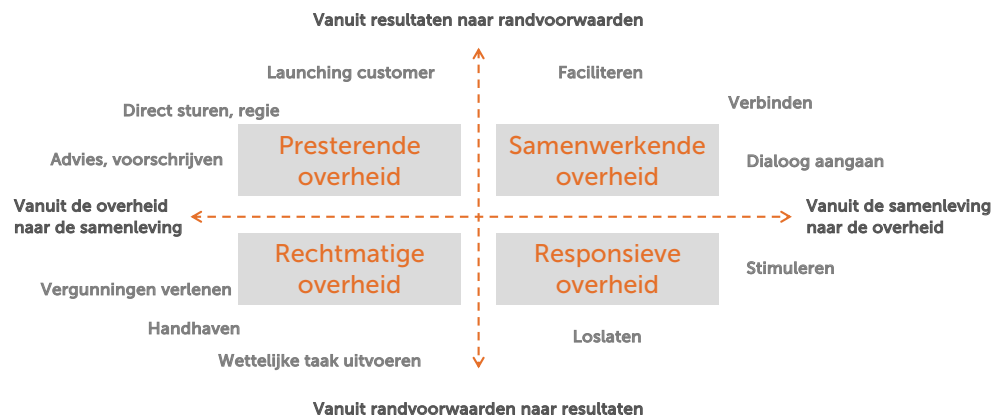 Vanuit resultaten naar randvoorwaarden
Launching customer
Faciliteren
Direct sturen, regie
Verbinden
Advies, voorschrijven
Presterende
overheid
Samenwerkende
overheid
Dialoog aangaan
Vanuit de overheid
naar de samenleving
Vanuit de samenleving
naar de overheid
Rechtmatige
overheid
Responsieve
overheid
Stimuleren
Vergunningen verlenen
Handhaven
Loslaten
Wettelijke taak uitvoeren
Vanuit randvoorwaarden naar resultaten